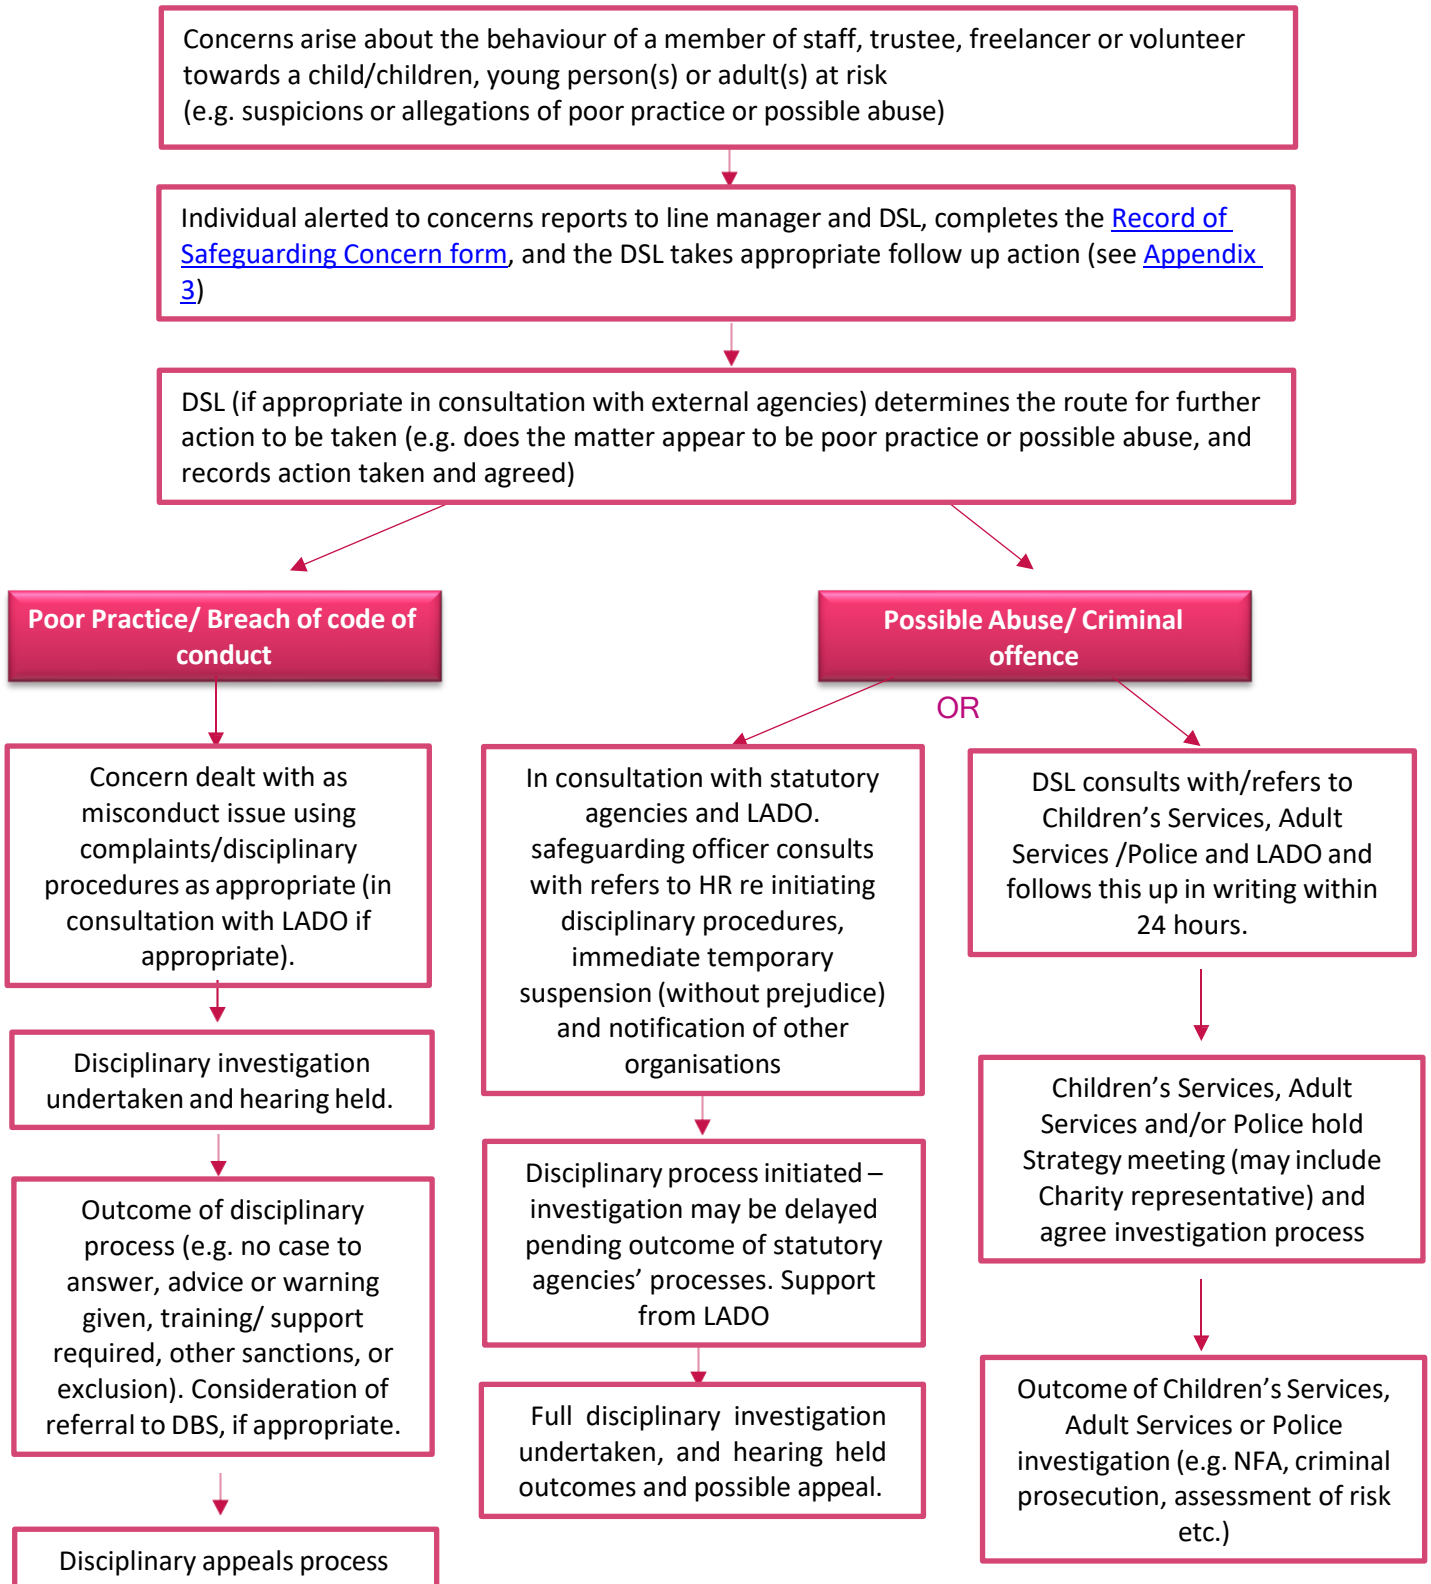 Concerns arise about the behaviour of a member of staff, trustee, freelancer or volunteer
towards a child/children, young person(s) or adult(s) at risk
(e.g. suspicions or allegations of poor practice or possible abuse)
Individual alerted to concerns reports to line manager and DSL, completes the Record of
Safeguarding Concern form, and the DSL takes appropriate follow up action (see Appendix
3)
DSL (if appropriate in consultation with external agencies) determines the route for further
action to be taken (e.g. does the matter appear to be poor practice or possible abuse, and
records action taken and agreed)
Poor Practice/ Breach of code of
conduct
Concern dealt with as
misconduct issue using
complaints/disciplinary
procedures as appropriate (in
consultation with LADO if
appropriate).
Disciplinary investigation
undertaken and hearing held.
Outcome of disciplinary
process (e.g. no case to
answer, advice or warning
given, training/ support
required, other sanctions, or
exclusion). Consideration of
referral to DBS, if appropriate.
Disciplinary appeals process
Possible Abuse/ Criminal
offence
OR
In consultation with statutory
agencies and LADO.
safeguarding officer consults
with refers to HR re initiating
disciplinary procedures,
immediate temporary
suspension (without prejudice)
and notification of other
organisations
Disciplinary process initiated –
investigation may be delayed
pending outcome of statutory
agencies’ processes. Support
from LADO
Full disciplinary investigation
undertaken, and hearing held
outcomes and possible appeal.
DSL consults with/refers to
Children’s Services, Adult
Services /Police and LADO and
follows this up in writing within
24 hours.
Children’s Services, Adult
Services and/or Police hold
Strategy meeting (may include
Charity representative) and
agree investigation process
Outcome of Children’s Services,
Adult Services or Police
investigation (e.g. NFA, criminal
prosecution, assessment of risk
etc.)